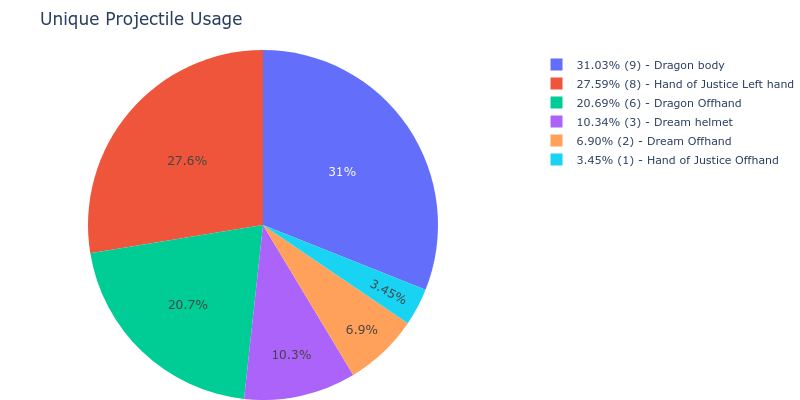 Unique Projectile Usage
31.03% (9) - Dragon body
27.59% (8) - Hand of Justice Left hand
20.69% (6) - Dragon Offhand
10.34% (3) - Dream helmet
6.90% (2) - Dream Offhand
3.45% (1) - Hand of Justice Offhand
27.6%
31%
3.45%
20.7%
6.9%
10.3%